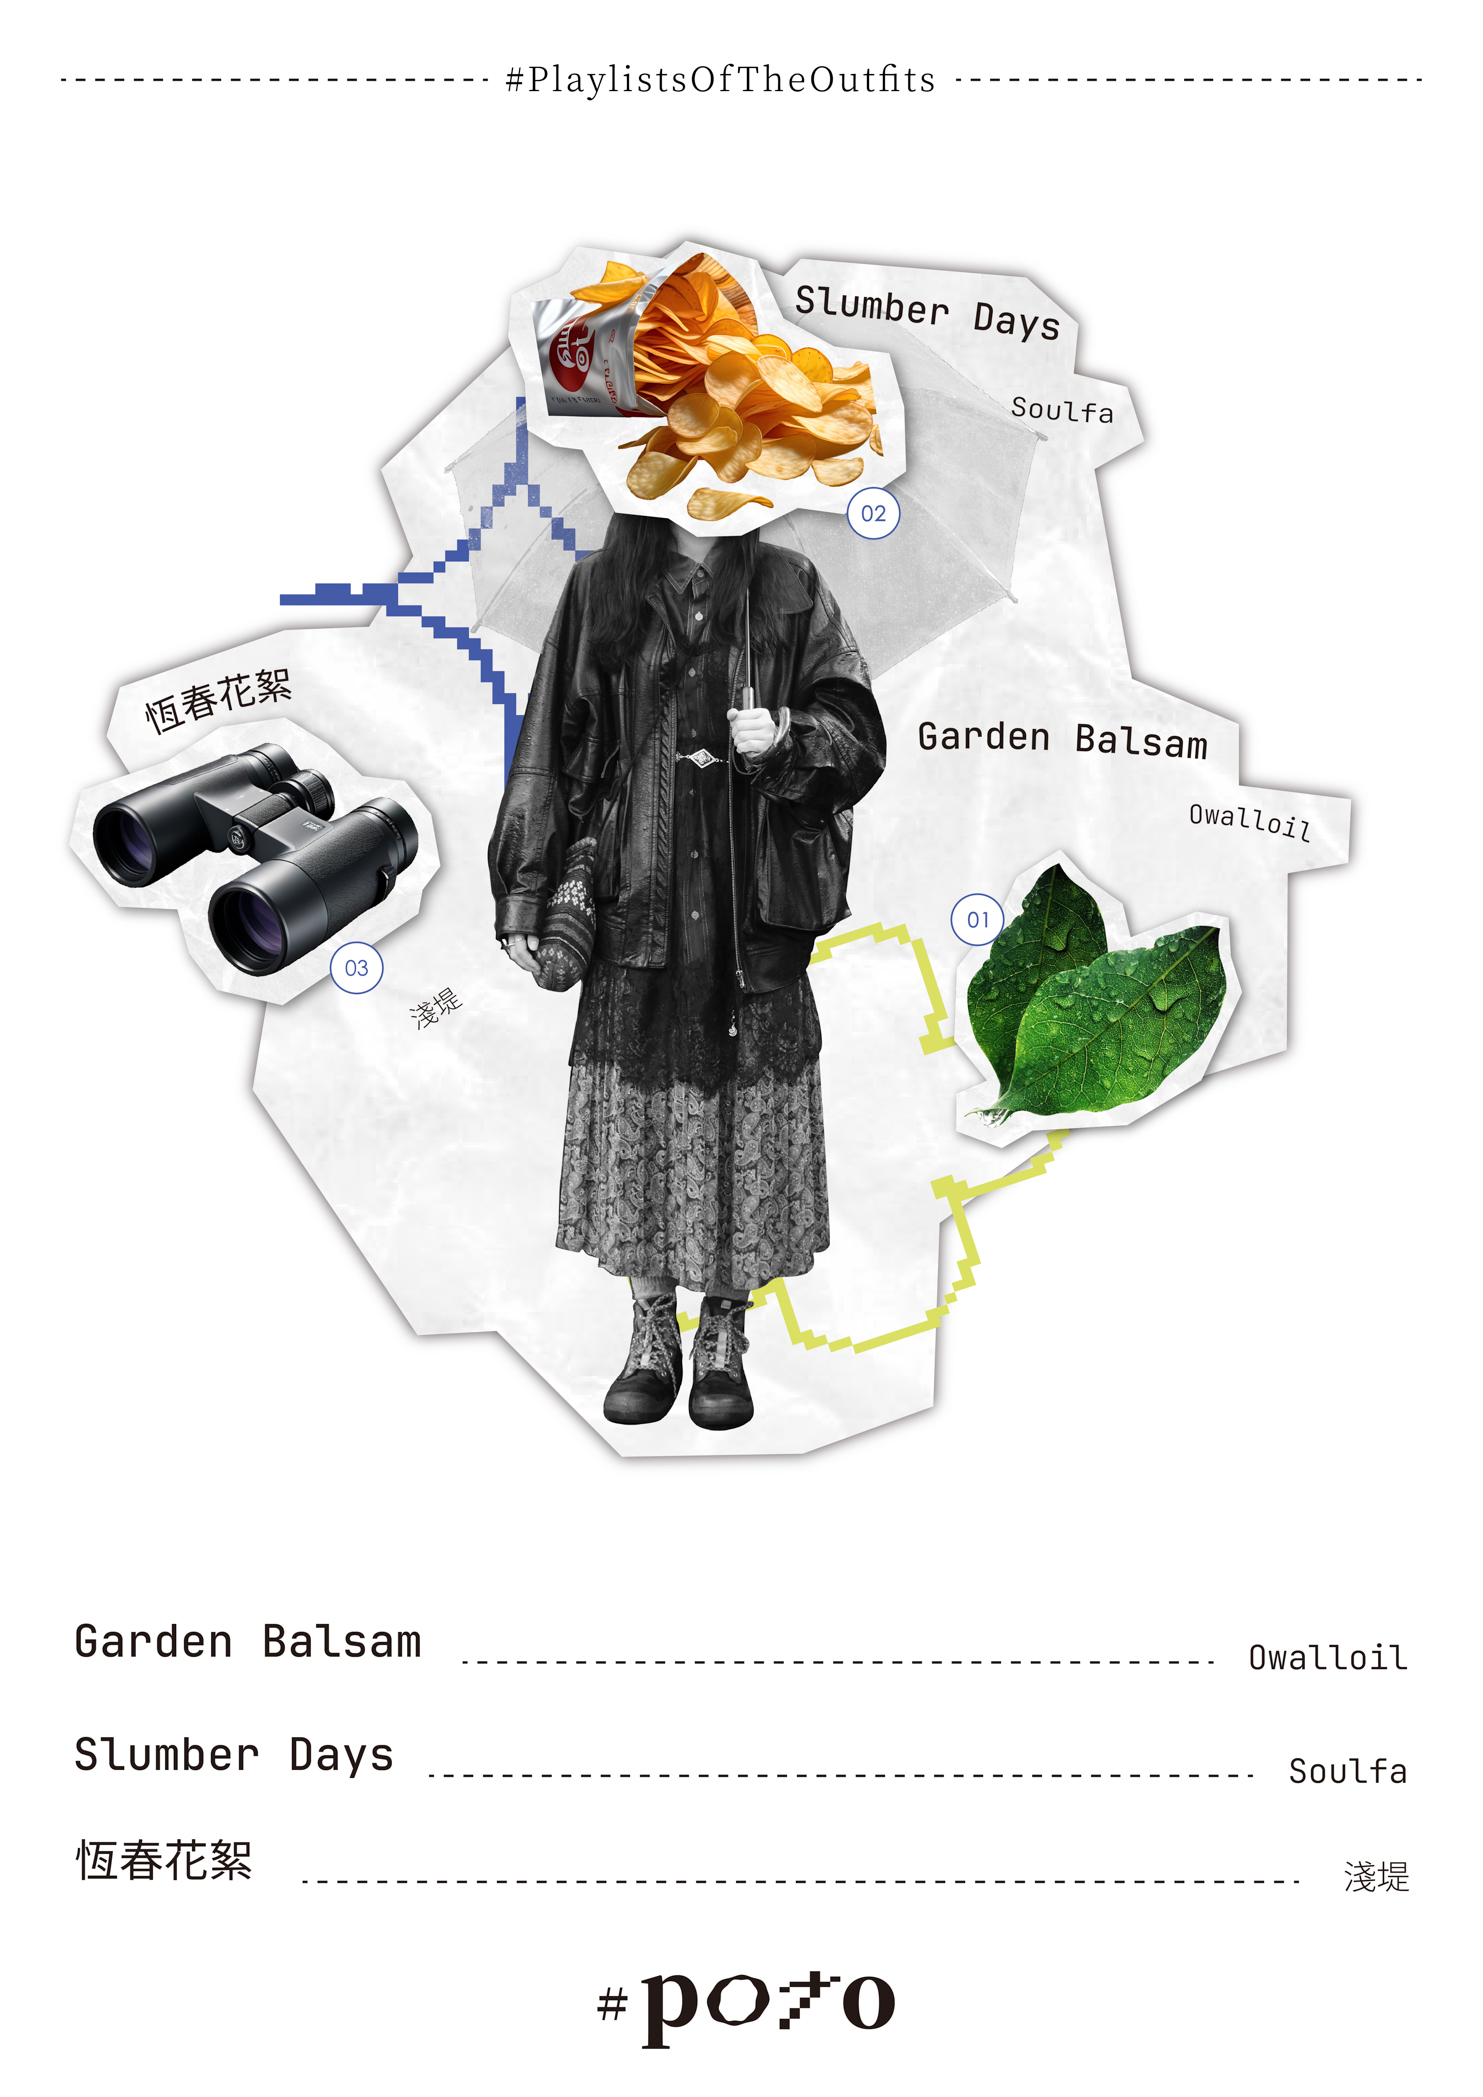 #PlaylistsOfTheOutfits
Slumber Days
Soulfa
02
恆春花絮
Garden Balsam
Owalloil
01
03
淺堤
Garden Balsam Owalloil
Slumber Days Soulfa
恆春花絮 淺堤
#poto